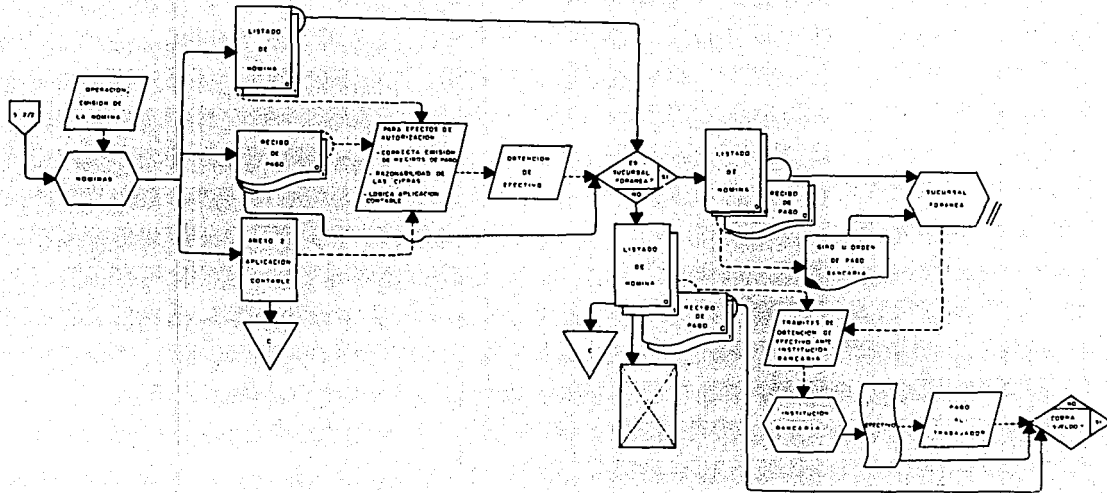 LISTADO
DE
NOMINA
O
OPERACION,
EMISION DE
LA NOMINA
NOMINAS
RECIBO
DE
PAGO
O
C
ANEXO 2
APLICACION
CONTABLE
C
PARA EFECTOS DE
AUTORIZACION
- CORRECTA EMISION
DE RECIBOS DE PAGO
- RAZONABILIDAD DE
LAS CIFRAS
- LOGICA APLICACION
CONTABLE
OBTENCION
DE
EFECTIVO
ES
SUCURSAL
FORANEA?
SI
NO
LISTADO
DE
NOMINA
O
RECIBO
DE
PAGO
C
SUCURSAL
FORANEA
GIRO U ORDEN
DE PAGO
BANCARIA
LISTADO
DE
NOMINA
O
RECIBO
DE
PAGO
C
TRAMITES DE
OBTENCION DE
EFECTIVO ANTE
INSTITUCION
BANCARIA
INSTITUCION
BANCARIA
EFECTIVO
PAGO
AL
TRABAJADOR
NO
COBRA
SUELDO?
SI